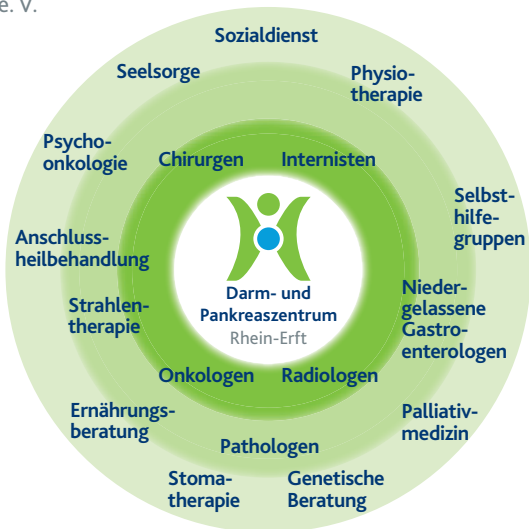 e. V.
Sozialdienst
Seelsorge
Physio-
therapie
Psycho-
onkologie
Chirurgen
Internisten
Selbst-
hilfe-
gruppen
Anschluss-
heilbehandlung
Darm- und
Pankreaszentrum
Rhein-Erft
Nieder-
gelassene
Gastro-
enterologen
Strahlen-
therapie
Onkologen
Radiologen
Ernährungs-
beratung
Palliativ-
medizin
Pathologen
Stoma-
therapie
Genetische
Beratung